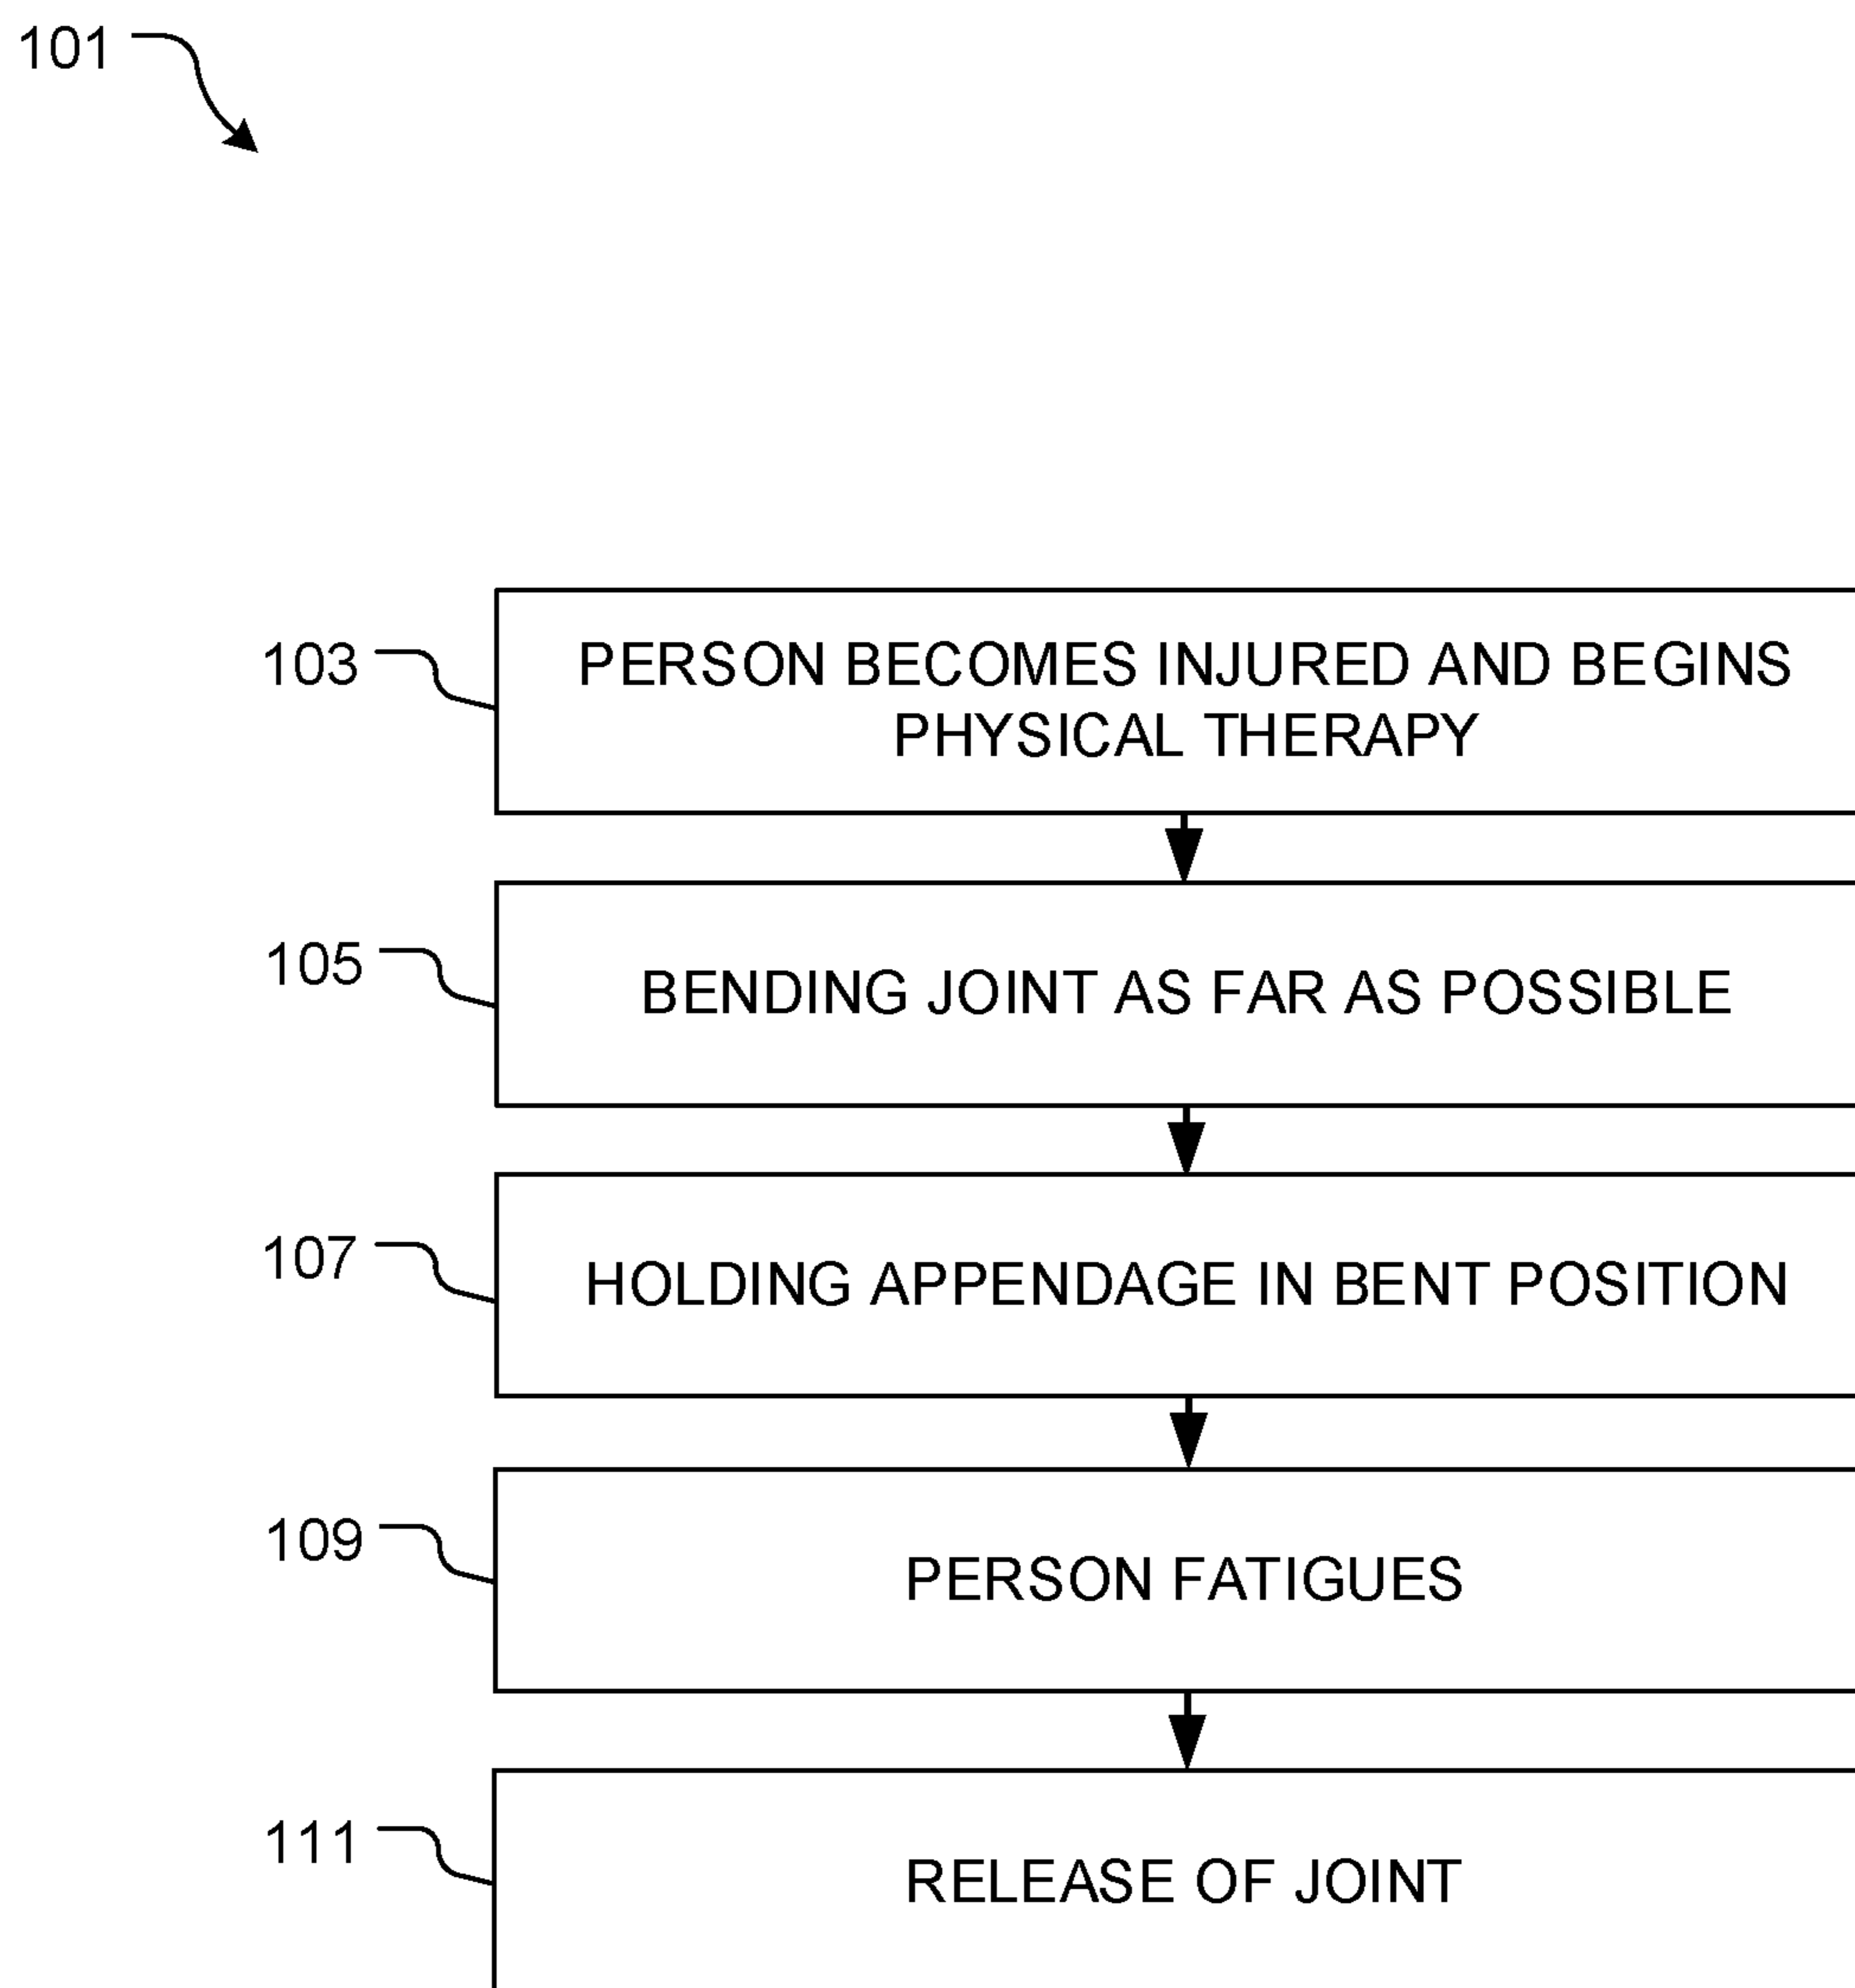 101
103
PERSON BECOMES INJURED AND BEGINS
PHYSICAL THERAPY
105
BENDING JOINT AS FAR AS POSSIBLE
107
HOLDING APPENDAGE IN BENT POSITION
109
PERSON FATIGUES
111
RELEASE OF JOINT